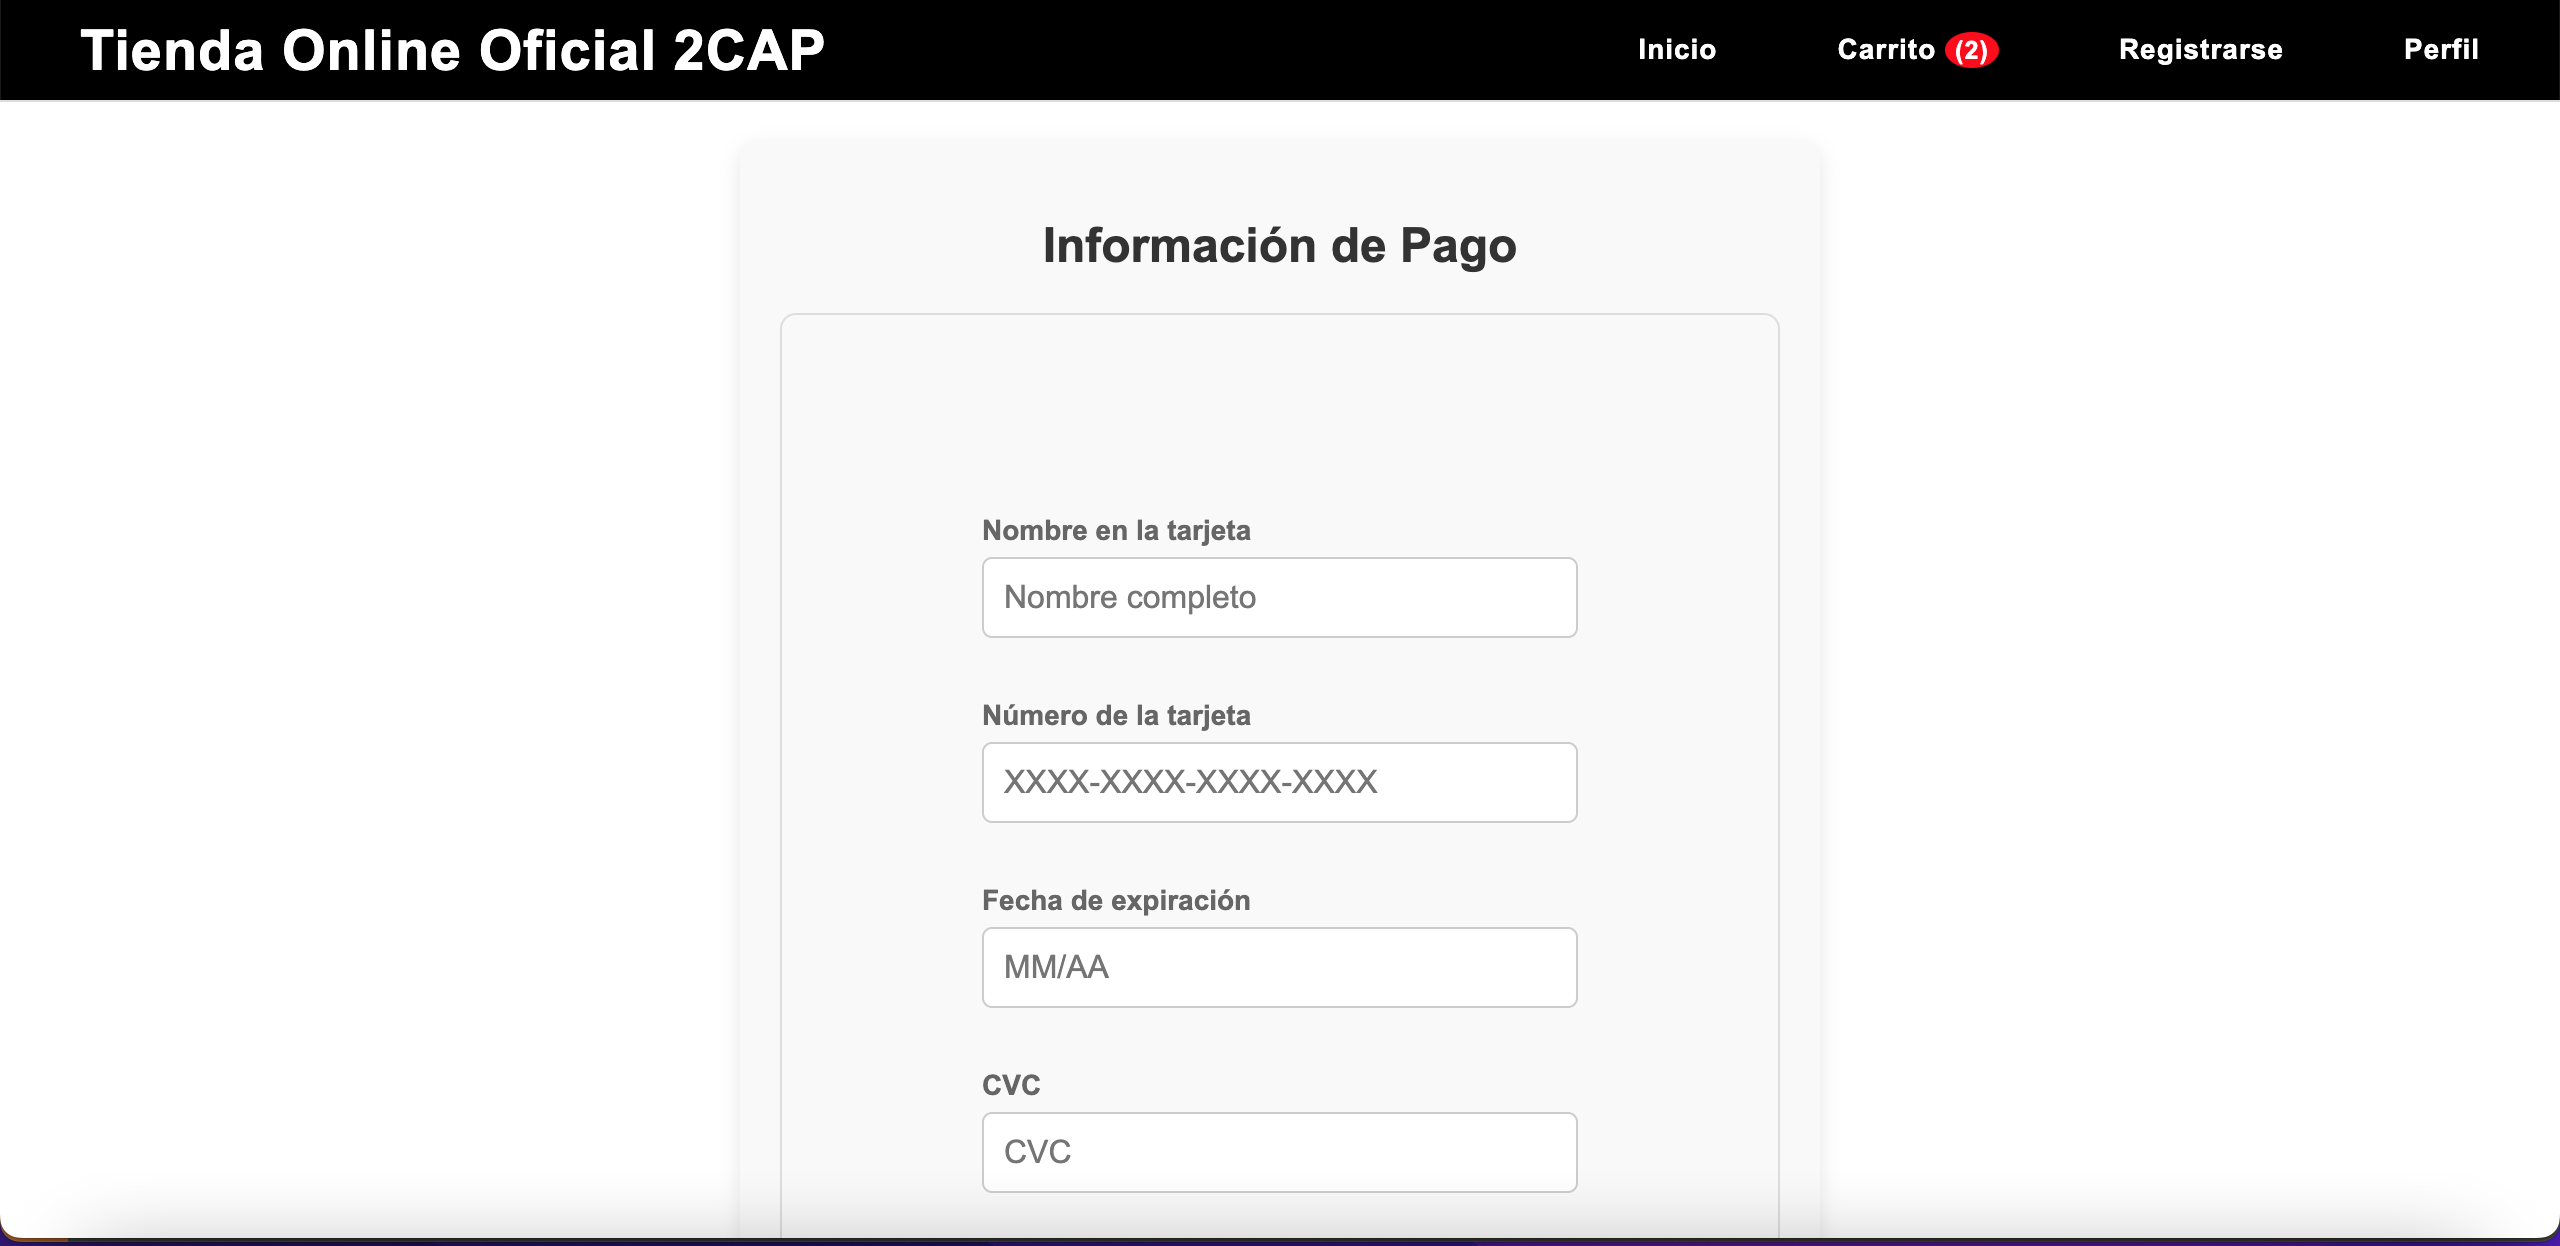 Tienda Online Oficial 2CAP
Inicio
Carrito (2)
Registrarse
Perfil
Información de Pago
Nombre en la tarjeta
Nombre completo
Número de la tarjeta
XXXX-XXXX-XXXX-XXXX
Fecha de expiración
MM/AA
CVC
CVC